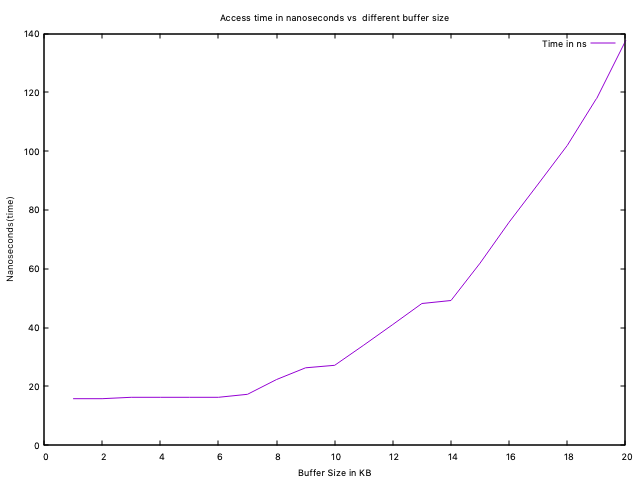 Access time in nanoseconds vs  different buffer size
Time in ns
140
120
100
80
60
40
20
0
Nanoseconds(time)
0 2 4 6 8 10 12 14 16 18 20
Buffer Size in KB